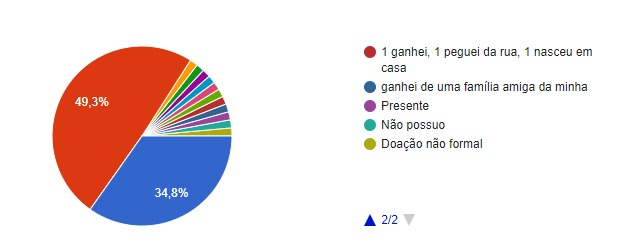 49,3%
34,8%
1 ganhei, 1 peguei da rua, 1 nasceu em
casa
ganhei de uma família amiga da minha
Presente
Não possuo
Doação não formal
2/2